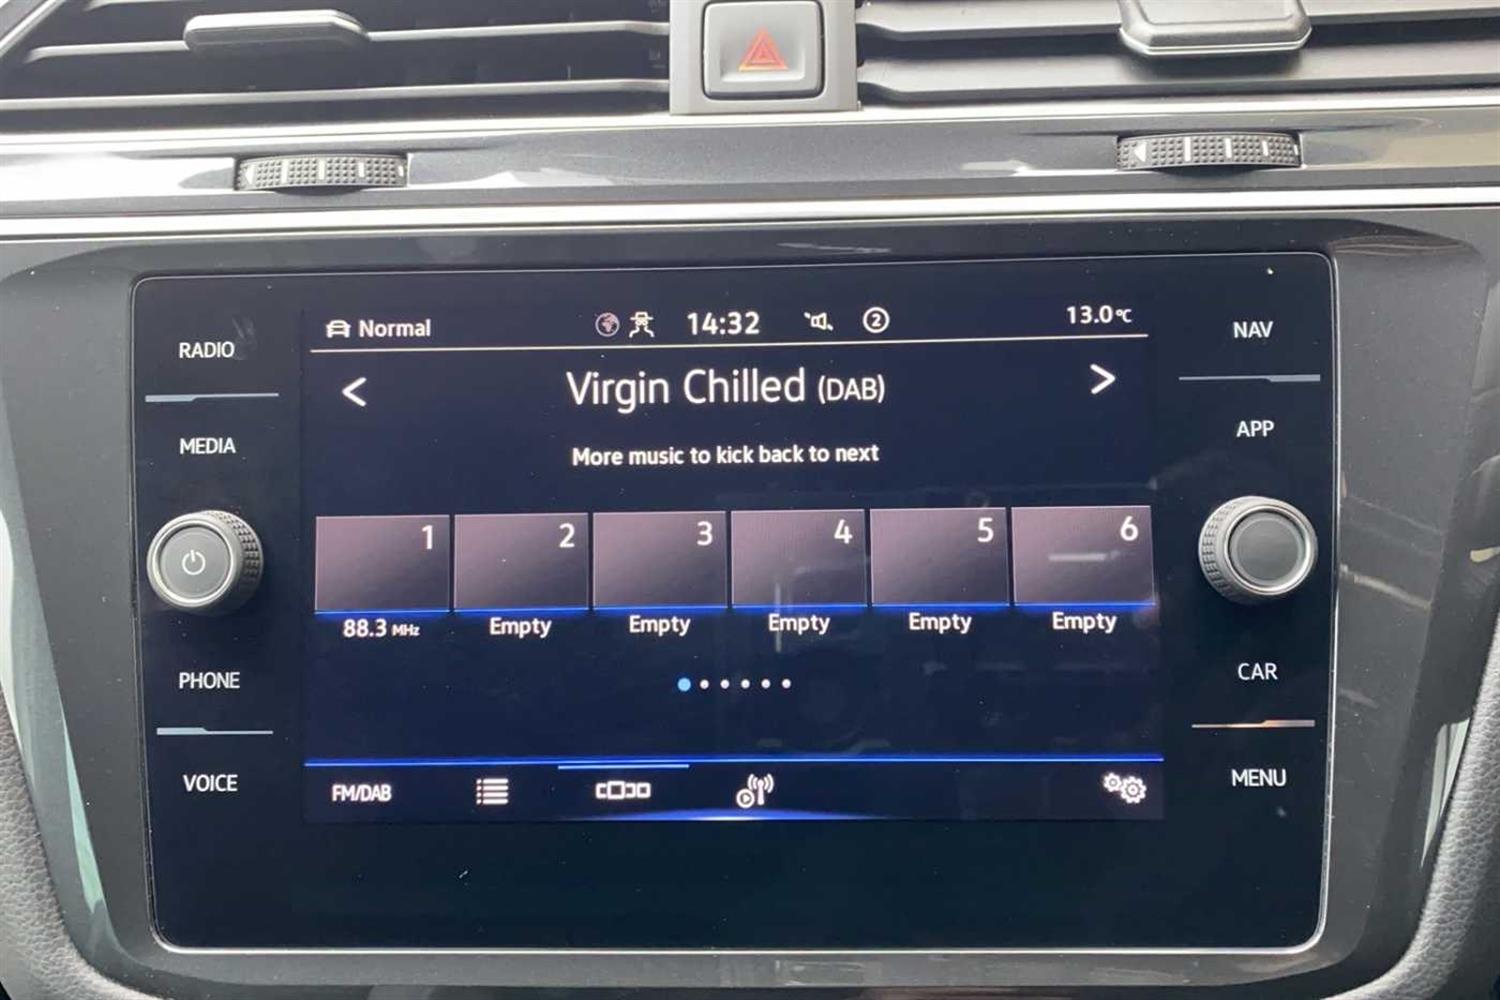 Normal 14:32 2 13.0°C
RADIO
NAV
Virgin Chilled (DAB)
MEDIA
APP
More music to kick back to next
1 2 3 4 5 6
88.3 MHz Empty Empty Empty Empty Empty
PHONE
CAR
VOICE
MENU
FM/DAB